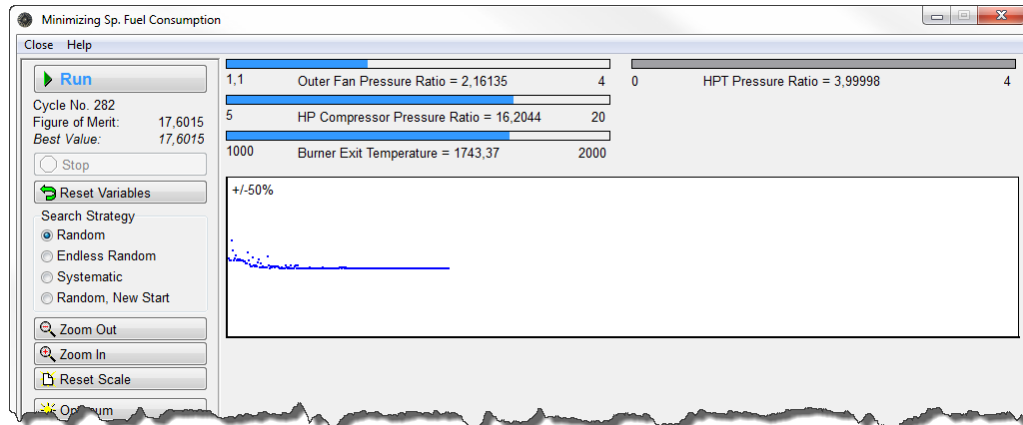 Minimizing Sp. Fuel Consumption
Close Help
Run
Cycle No. 282
Figure of Merit: 17,6015
Best Value: 17,6015
Stop
Reset Variables
Search Strategy
Random
Endless Random
Systematic
Random, New Start
Zoom Out
Zoom In
Reset Scale
1,1 Outer Fan Pressure Ratio = 2,16135 4
5 HP Compressor Pressure Ratio = 16,2044 20
1000 Burner Exit Temperature = 1743,37 2000
0 HPT Pressure Ratio = 3,99998 4
+/-50%